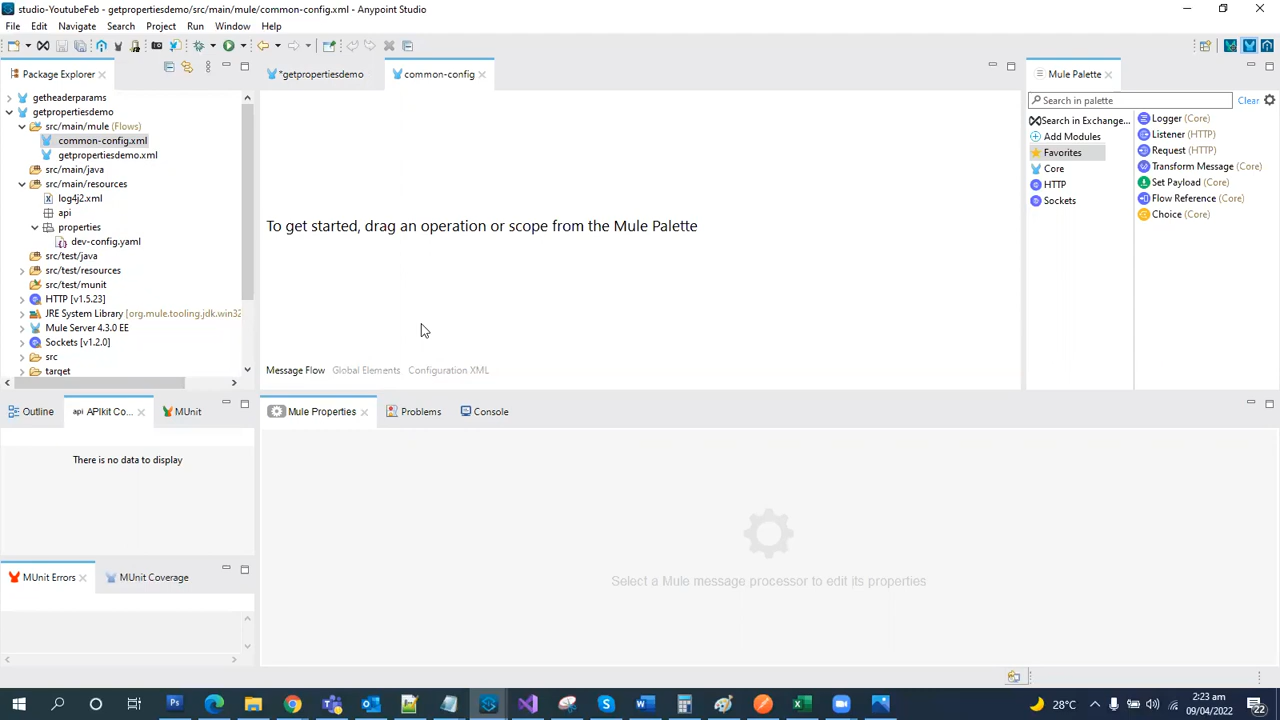 studio-YoutubeFeb - getpropertiesdemo/src/main/mule/common-config.xml - Anypoint Studio
File Edit Navigate Search Project Run Window Help
Package Explorer
*getpropertiesdemo
common-config
Mule Palette
getheaderparams
getpropertiesdemo
src/main/mule (Flows)
common-config.xml
getpropertiesdemo.xml
src/main/java
src/main/resources
log4j2.xml
api
properties
dev-config.yaml
src/test/java
src/test/resources
src/test/munit
HTTP [v1.5.23]
JRE System Library [org.mule.tooling.jdk.win32
Mule Server 4.3.0 EE
Sockets [v1.2.0]
src
target
To get started, drag an operation or scope from the Mule Palette
Message Flow Global Elements Configuration XML
Search in palette
Clear
Search in Exchange...
Add Modules
Favorites
Core
HTTP
Sockets
Logger (Core)
Listener (HTTP)
Request (HTTP)
Transform Message (Core)
Set Payload (Core)
Flow Reference (Core)
Choice (Core)
Outline
api APIkit Co...
MUnit
There is no data to display
MUnit Errors
MUnit Coverage
Mule Properties
Problems
Console
Select a Mule message processor to edit its properties
28°C
2:23 am
09/04/2022
22